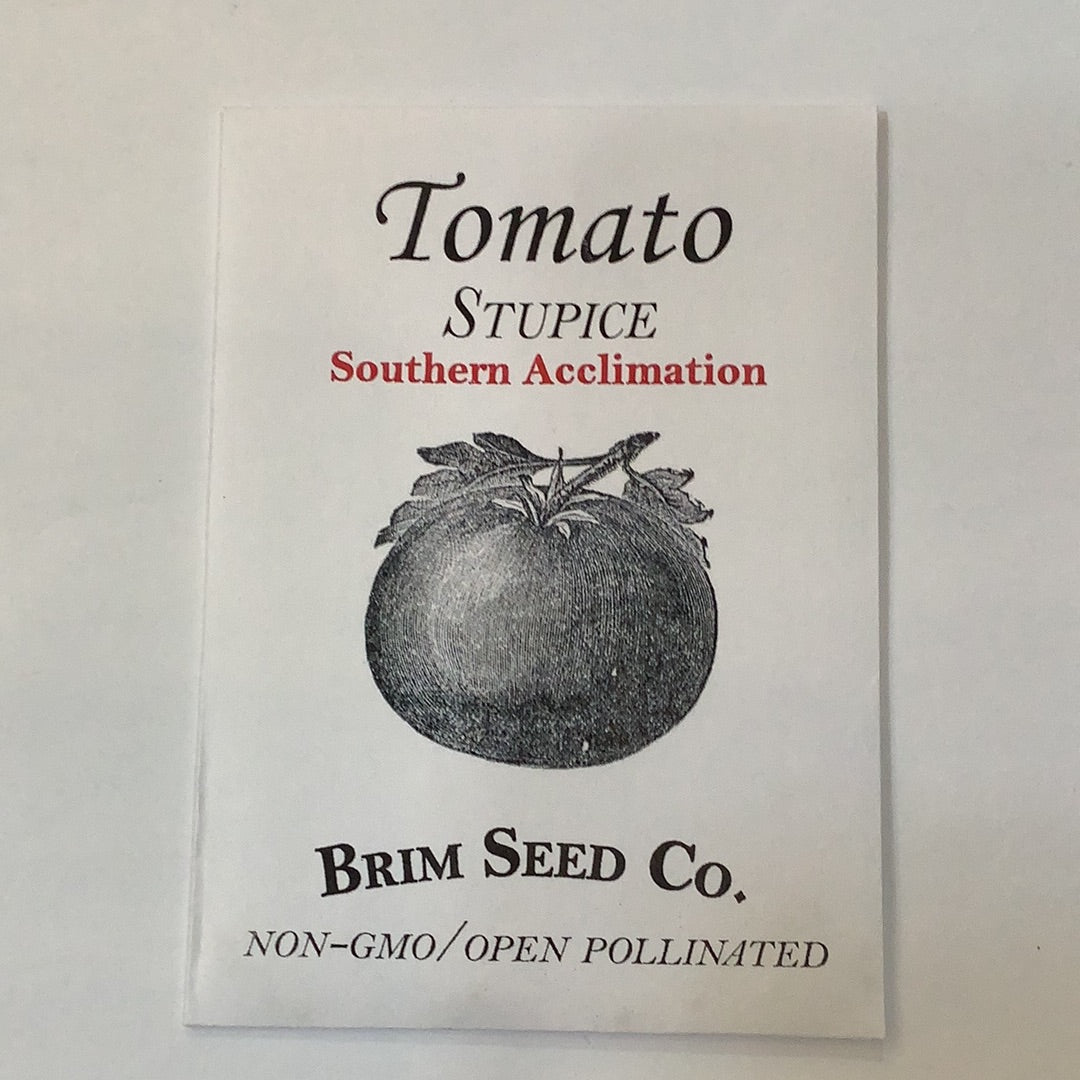 Tomato
STUPICE
Southern Acclimation
BRIM SEED CO.
NON-GMO/OPEN POLLINATED